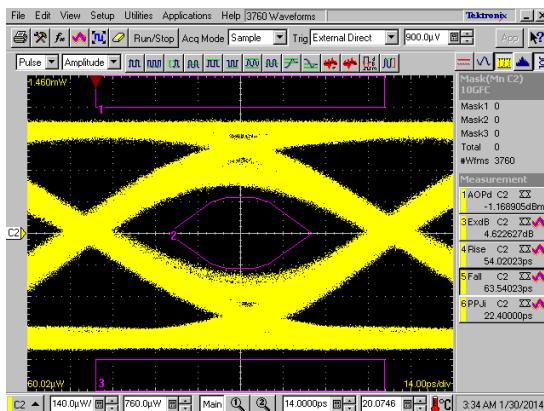 File Edit View Setup Utilities Applications Help 3760 Waveforms Tektronix
Run/Stop Acq Mode Sample Trig External Direct 900.0µV App
Pulse Amplitude
1.460mW
1
2
3
C2
60.02µW
14.00ps/div
Mask(Mn C2)
10GFC
Mask1 0
Mask2 0
Mask3 0
Total 0
#Wfms 3760
Measurement
1 AOPd C2
-1.168905dBm
3 ExdB C2
4.622627dB
4 Rise C2
54.02023ps
5 Fall C2
63.54023ps
6 PPJi C2
22.40000ps
C2 140.0µW/ 760.0µW Main 14.0000ps 20.0746 °C 3:34 AM 1/30/2014